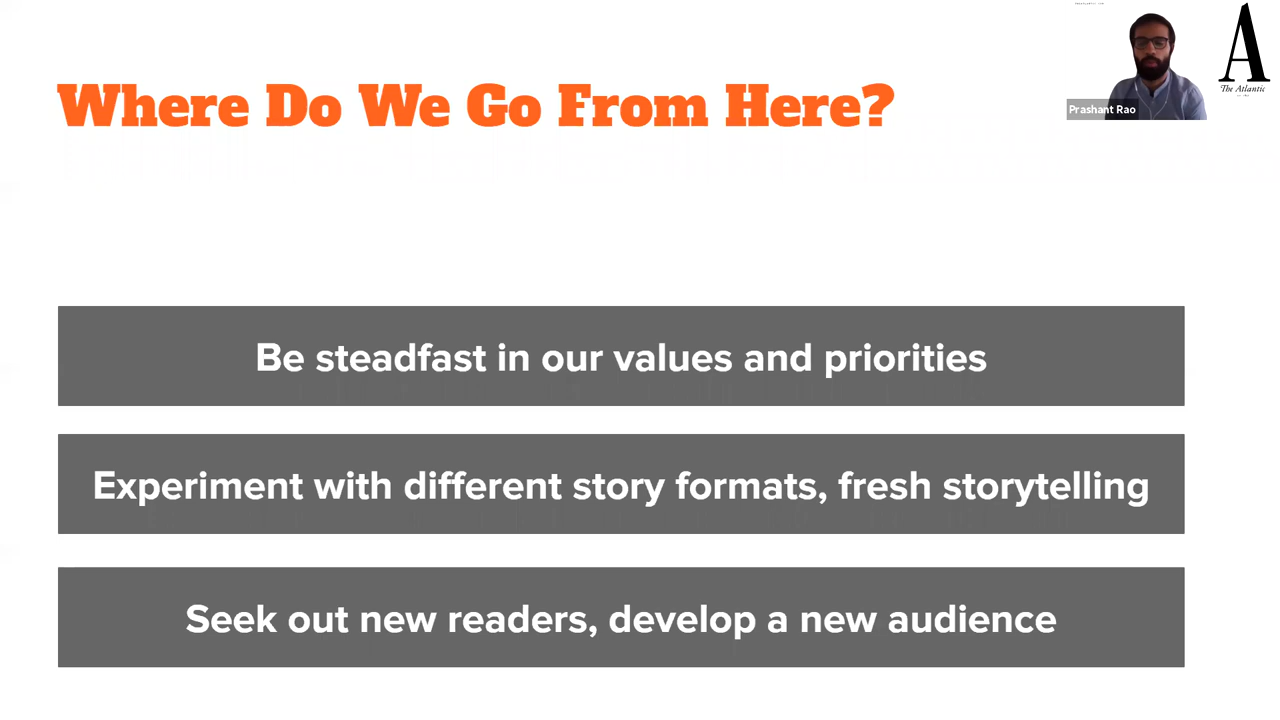 Where Do We Go From Here?
Prashant Rao
A
The Atlantic
Be steadfast in our values and priorities
Experiment with different story formats, fresh storytelling
Seek out new readers, develop a new audience